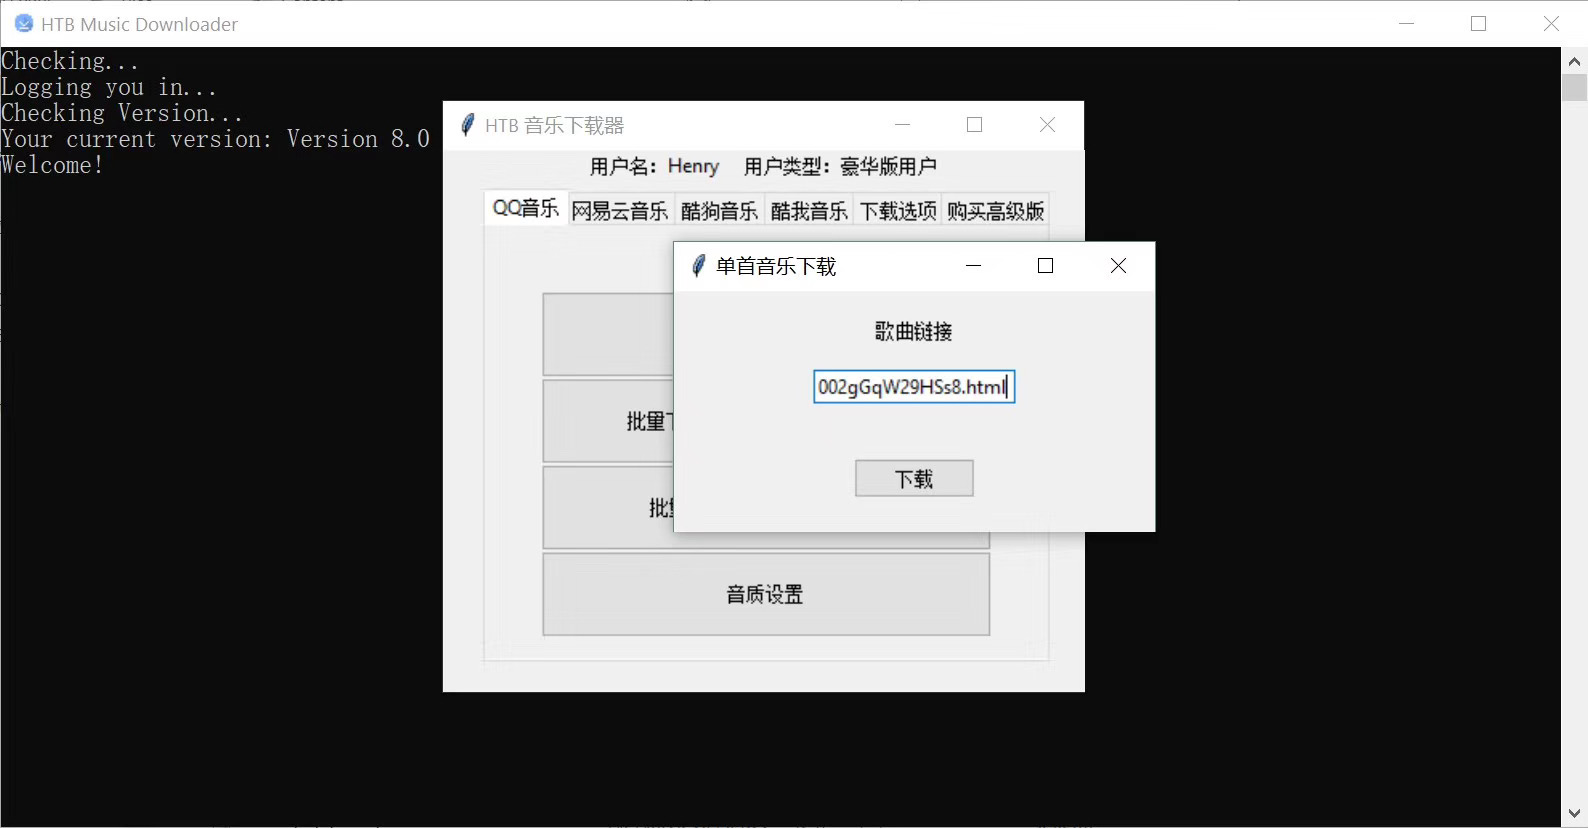 HTB Music Downloader
Checking...
Logging you in...
Checking Version...
Your current version: Version 8.0
Welcome!
HTB 音乐下载器
用户名：Henry 用户类型：豪华版用户
QQ音乐 网易云音乐 酷狗音乐 酷我音乐 下载选项 购买高级版
单首音乐下载
歌曲链接
002gGqW29HSs8.html
下载
批量
批
音质设置